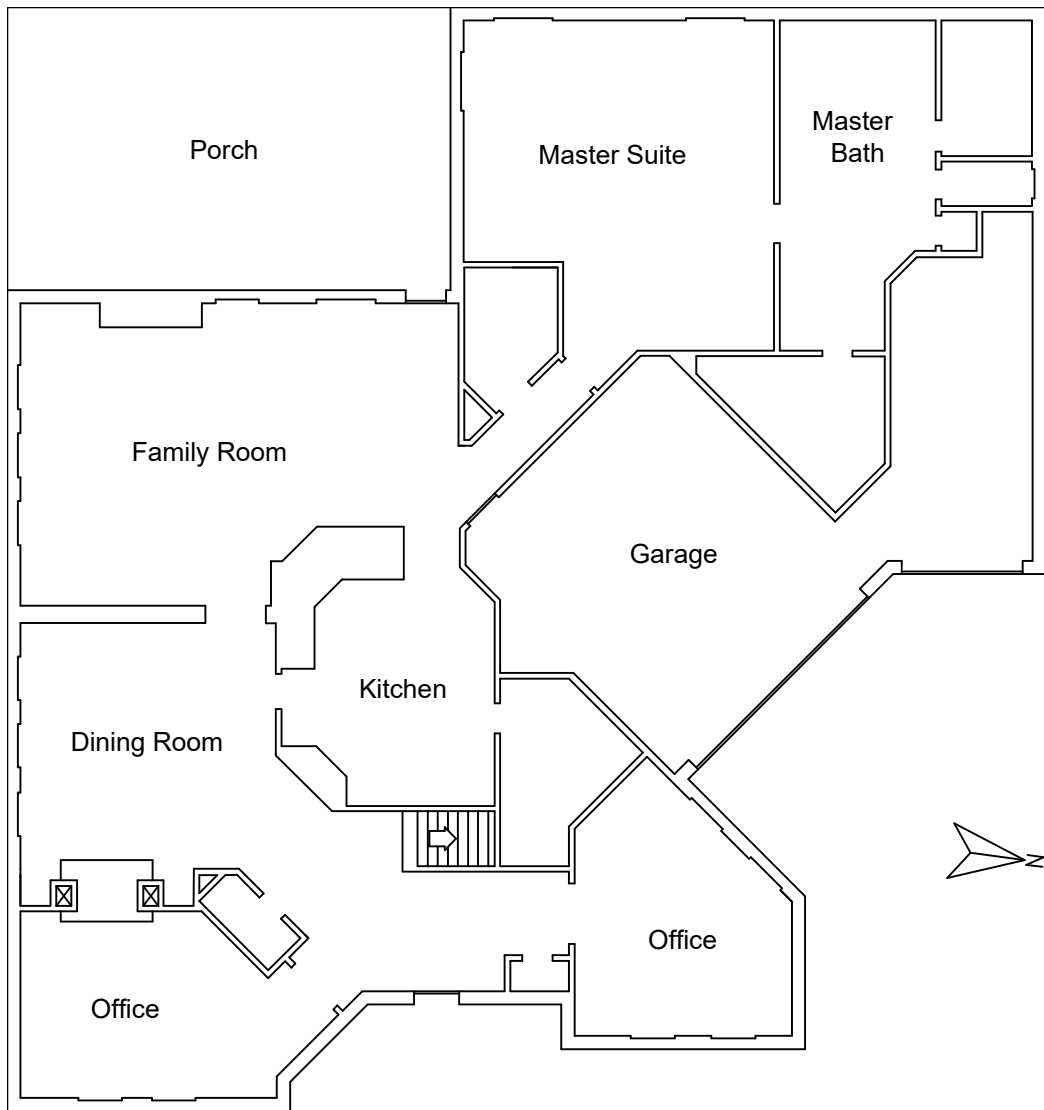 Porch
Master Suite
Master
Bath
Family Room
Garage
Kitchen
Dining Room
Office
Office
N